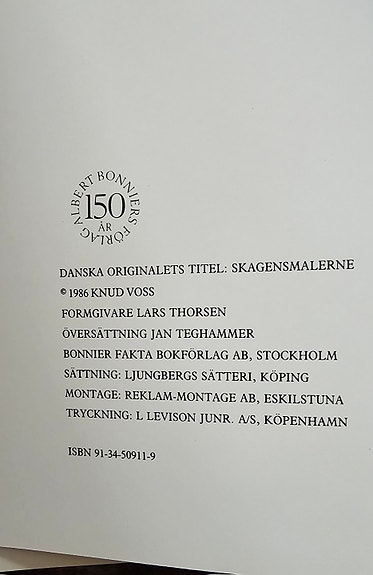 ALBERT BONNIERS FÖRLAG
150
ÅR
DANSKA ORIGINALETS TITEL: SKAGENSMALERNE
© 1986 KNUD VOSS
FORMGIVARE LARS THORSEN
ÖVERSÄTTNING JAN TEGHAMMER
BONNIER FAKTA BOKFÖRLAG AB, STOCKHOLM
SÄTTNING: LJUNGBERGS SÄTTERI, KÖPING
MONTAGE: REKLAM-MONTAGE AB, ESKILSTUNA
TRYCKNING: L LEVISON JUNR. A/S, KÖPENHAMN
ISBN 91-34-50911-9